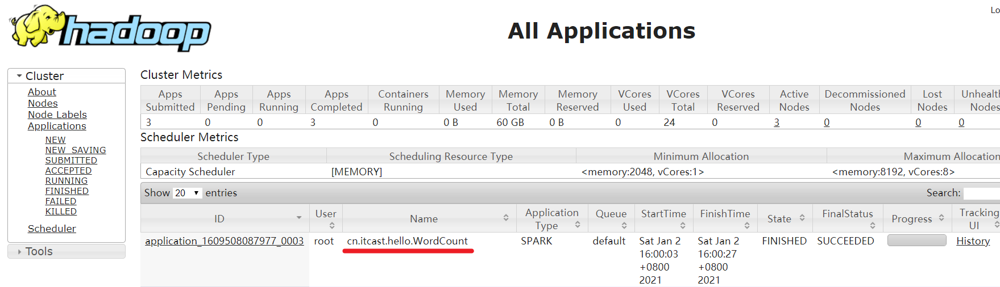 hadoop
Lo
All Applications
Cluster
About
Nodes
Node Labels
Applications
NEW
NEW_SAVING
SUBMITTED
ACCEPTED
RUNNING
FINISHED
FAILED
KILLED
Scheduler
Tools
Cluster Metrics
Apps Submitted Apps Pending Apps Running Apps Completed Containers Running Memory Used Memory Total Memory Reserved VCores Used VCores Total VCores Reserved Active Nodes Decommissioned Nodes Lost Nodes Unhealth Nodes
3 0 0 3 0 0 B 60 GB 0 B 0 24 0 3 0 0 0
Scheduler Metrics
Scheduler Type Scheduling Resource Type Minimum Allocation Maximum Allocation
Capacity Scheduler [MEMORY] <memory:2048, vCores:1> <memory:8192, vCores:8>
Show 20 entries Search:
ID User Name Application Type Queue StartTime FinishTime State FinalStatus Progress Tracking UI
application_1609508087977_0003 root cn.itcast.hello.WordCount SPARK default Sat Jan 2 Sat Jan 2 FINISHED SUCCEEDED History
16:00:03 16:00:27
+0800 +0800
2021 2021